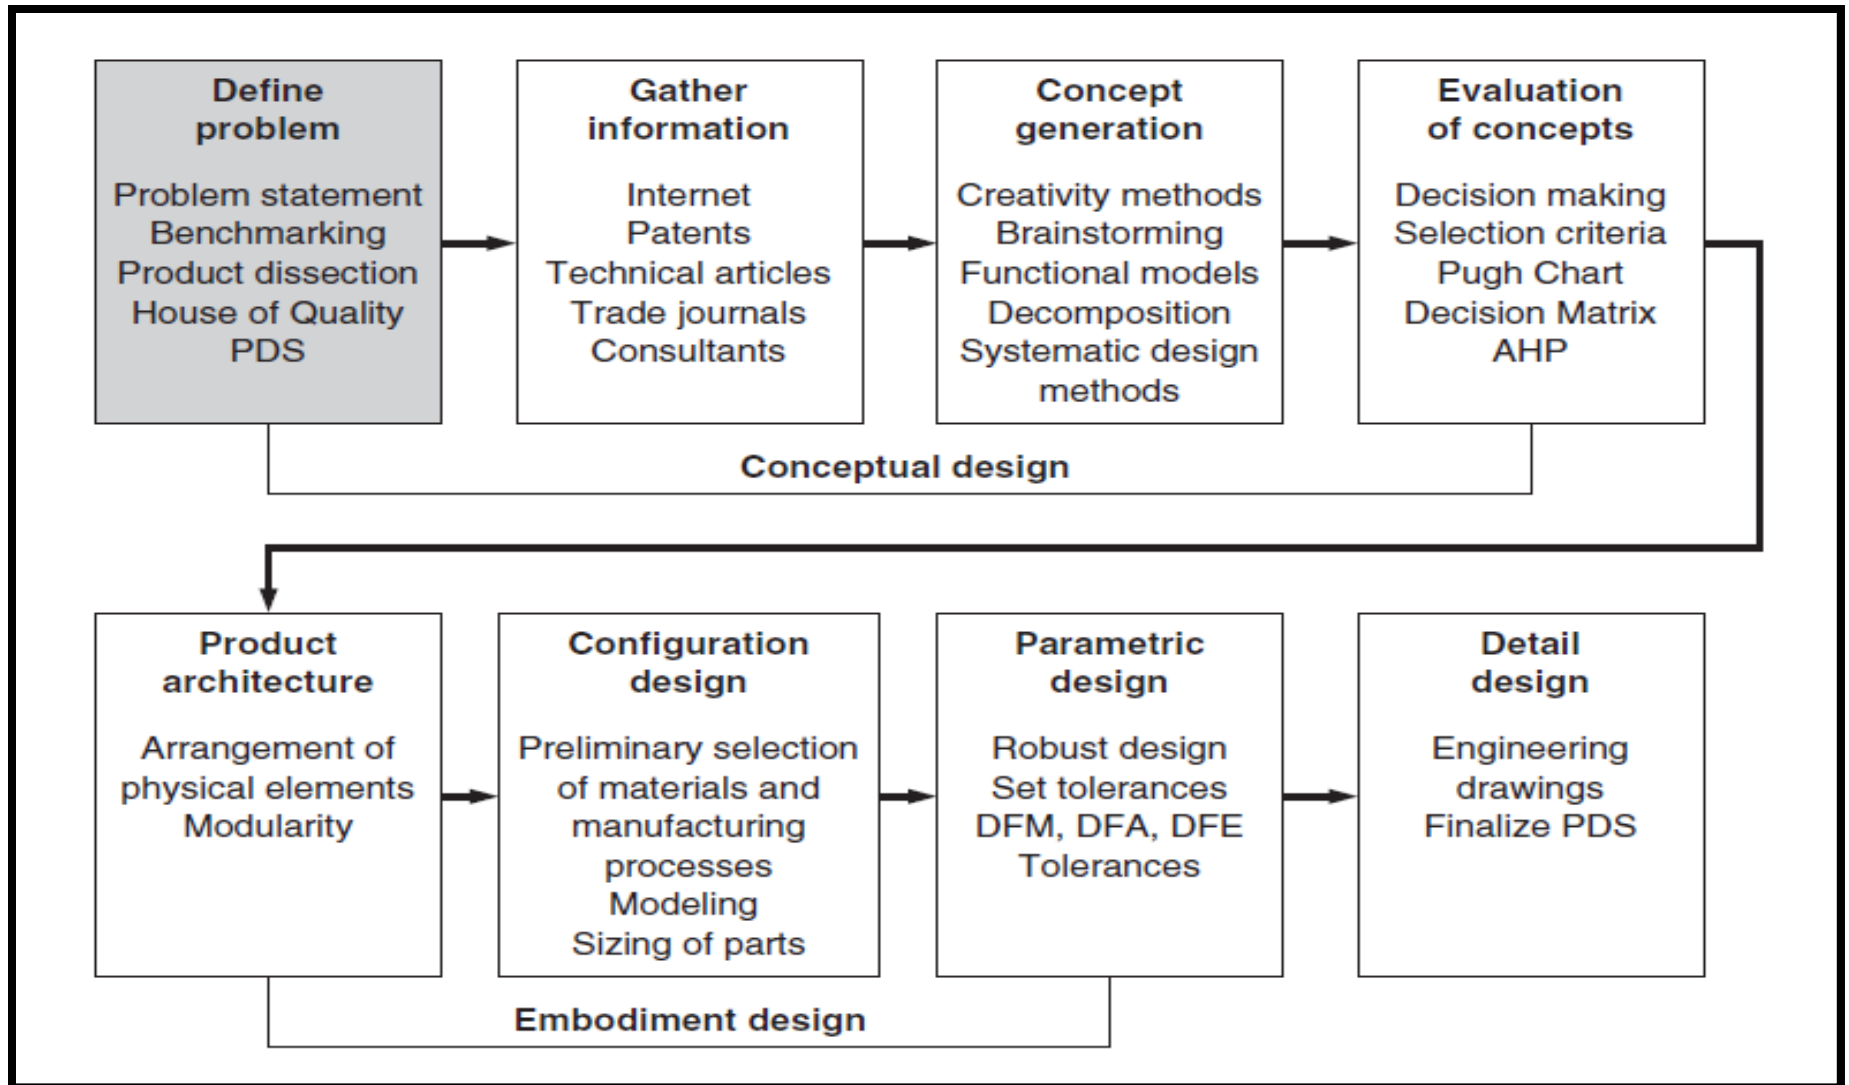 Define
problem
Problem statement
Benchmarking
Product dissection
House of Quality
PDS
Gather
information
Internet
Patents
Technical articles
Trade journals
Consultants
Concept
generation
Creativity methods
Brainstorming
Functional models
Decomposition
Systematic design
methods
Evaluation
of concepts
Decision making
Selection criteria
Pugh Chart
Decision Matrix
AHP
Conceptual design
Product
architecture
Arrangement of
physical elements
Modularity
Configuration
design
Preliminary selection
of materials and
manufacturing
processes
Modeling
Sizing of parts
Parametric
design
Robust design
Set tolerances
DFM, DFA, DFE
Tolerances
Detail
design
Engineering
drawings
Finalize PDS
Embodiment design